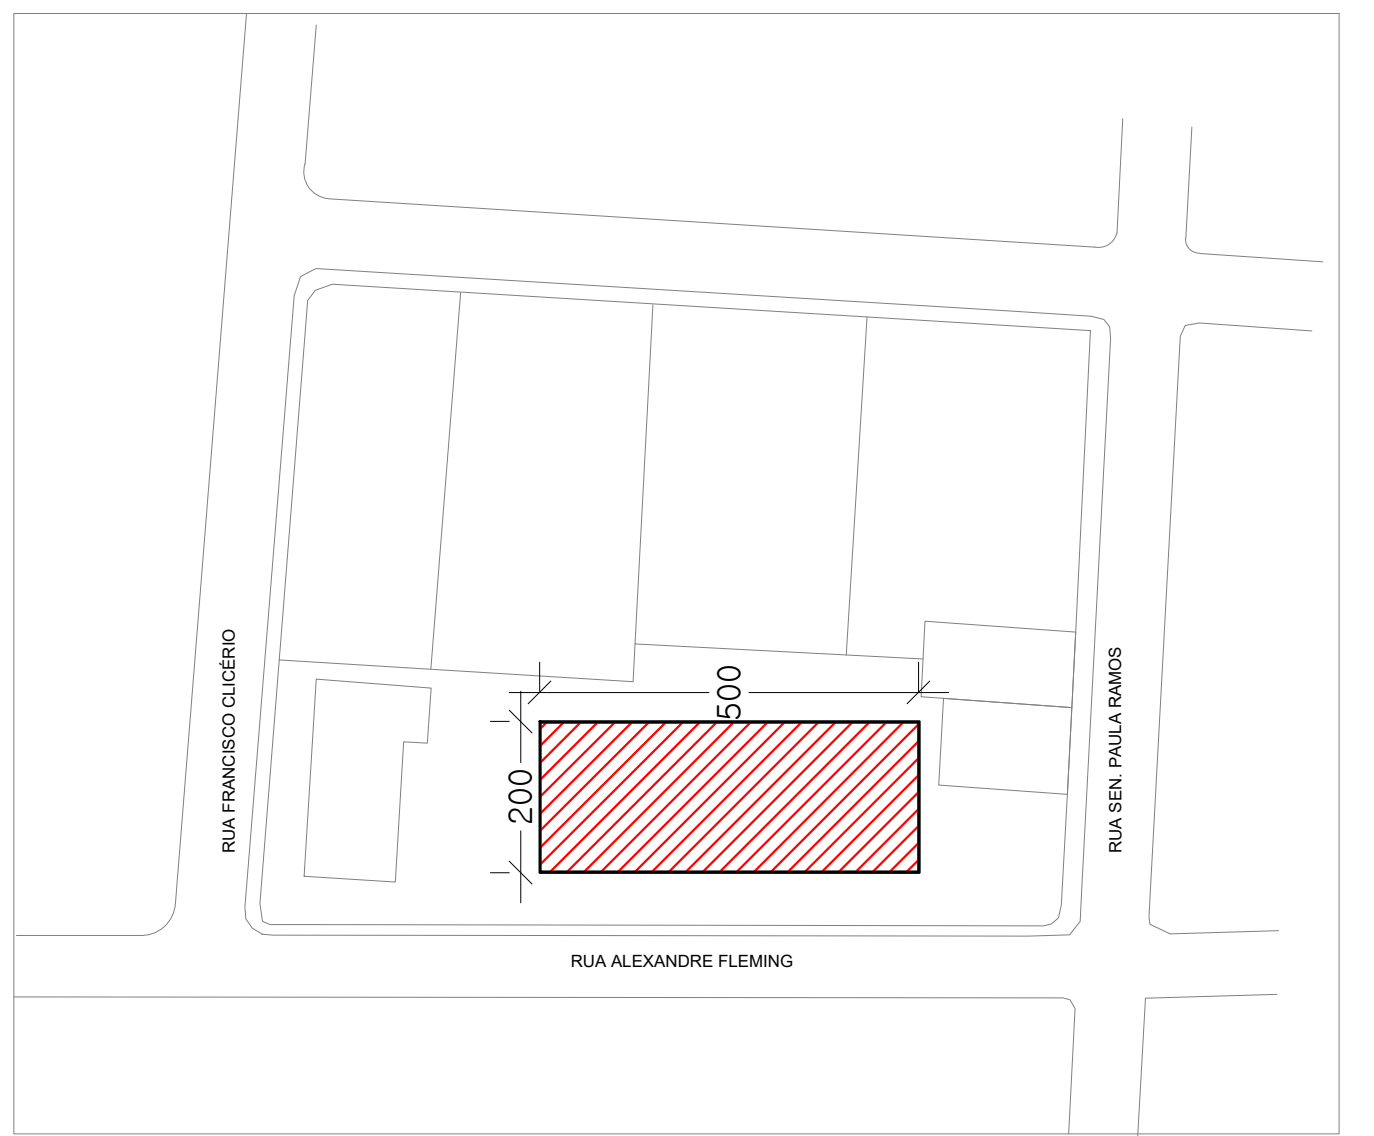 RUA FRANCISCO CLICÉRIO
500
200
RUA SEN. PAULA RAMOS
RUA ALEXANDRE FLEMING